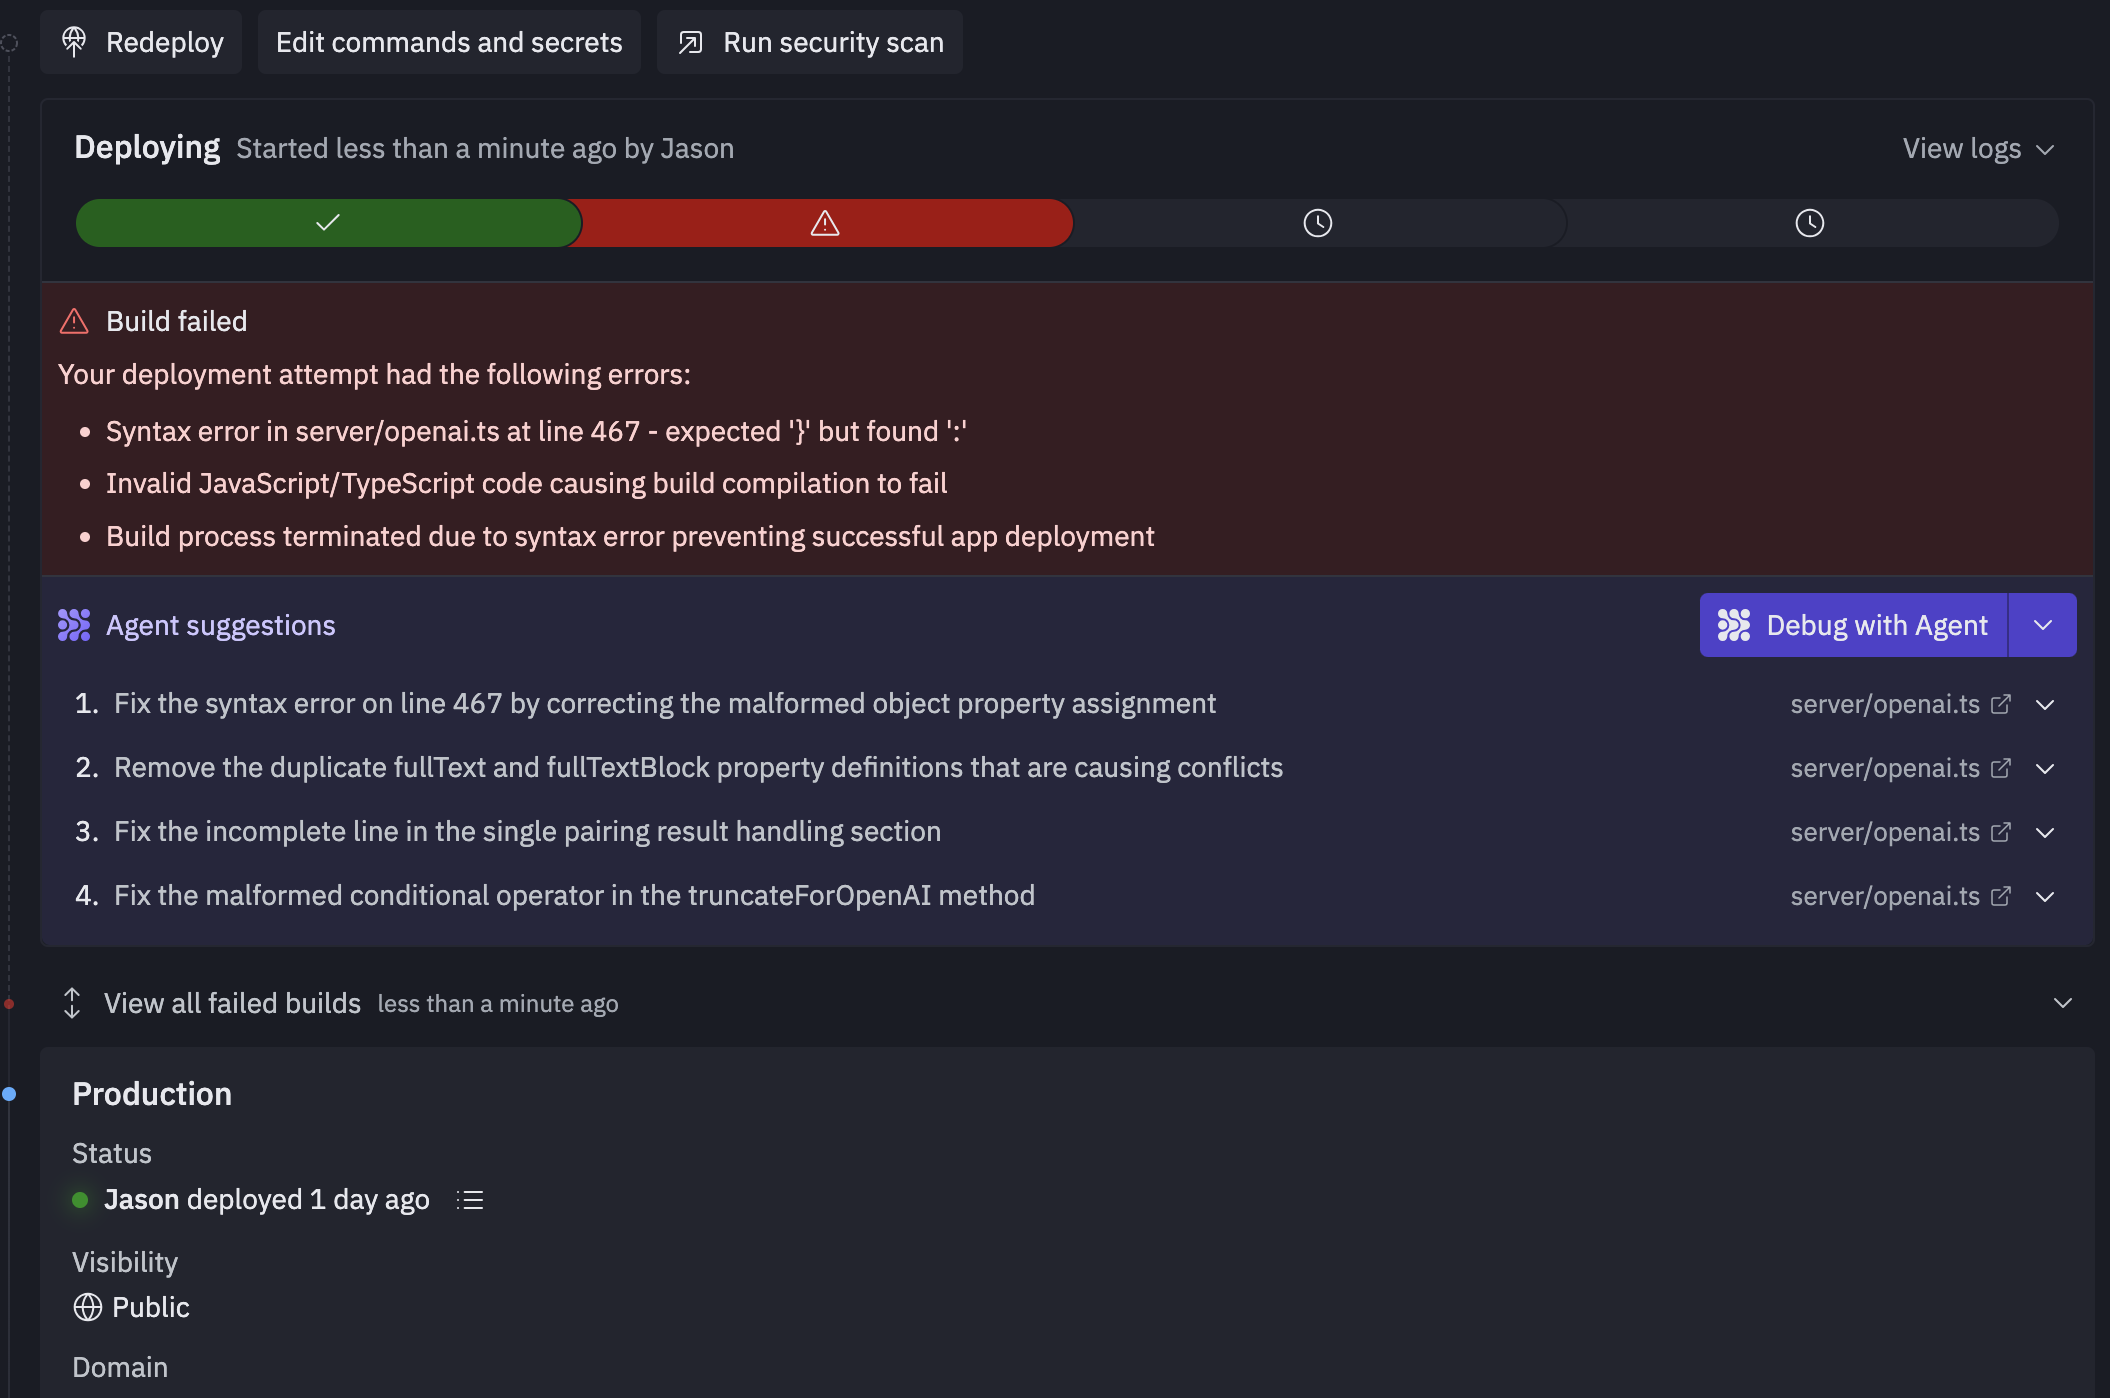 Redeploy
Edit commands and secrets
Run security scan
Deploying Started less than a minute ago by Jason
View logs
Build failed
Your deployment attempt had the following errors:
• Syntax error in server/openai.ts at line 467 - expected '}' but found ':'
• Invalid JavaScript/TypeScript code causing build compilation to fail
• Build process terminated due to syntax error preventing successful app deployment
Agent suggestions
Debug with Agent
1. Fix the syntax error on line 467 by correcting the malformed object property assignment server/openai.ts
2. Remove the duplicate fullText and fullTextBlock property definitions that are causing conflicts server/openai.ts
3. Fix the incomplete line in the single pairing result handling section server/openai.ts
4. Fix the malformed conditional operator in the truncateForOpenAI method server/openai.ts
View all failed builds less than a minute ago
Production
Status
Jason deployed 1 day ago
Visibility
Public
Domain